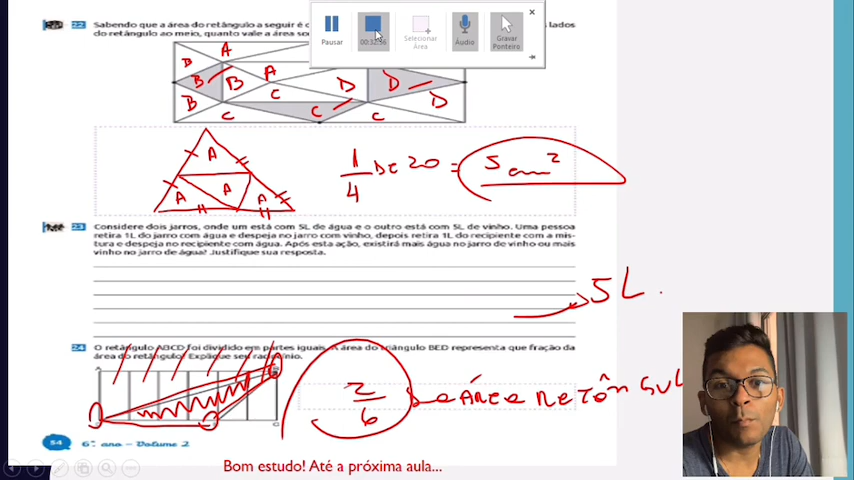 22 Sabendo que a área do retângulo a seguir é c
lados
do retângulo ao meio, quanto vale a área so
Pausar
00:32:56
Selecionar Área
Áudio
Gravar Ponteiro
B A
B B A D D
B C C C C D
A
A A A
1/4 DE 20 = 5 cm²
23 Considere dois jarros, onde um está com 5L de água e o outro está com 5L de vinho. Uma pessoa
retira 1L do jarro com água e despeja no jarro com vinho, depois retira 1L do recipiente com a mis-
tura e despeja no recipiente com água. Após esta ação, existirá mais água no jarro de vinho ou mais
vinho no jarro de água? Justifique sua resposta.
5L.
24 O retângulo ABCD foi dividido em partes iguais. A área do triângulo BED representa que fração da
área do retângulo? Explique seu raciocínio.
2/6
ÁREA RETÂNGUL
54 6º ano – Volume 2
Bom estudo! Até a próxima aula...